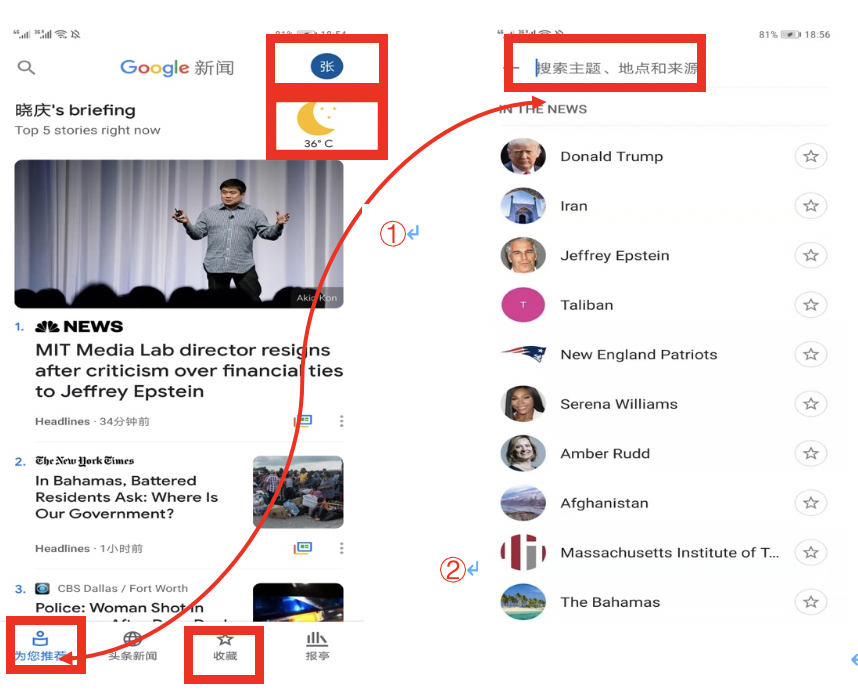 81% 18:54
Google 新闻
张
晓庆's briefing
Top 5 stories right now
36° C
1. NEWS
MIT Media Lab director resigns
after criticism over financial ties
to Jeffrey Epstein
Headlines · 34分钟前
2. The New York Times
In Bahamas, Battered
Residents Ask: Where Is
Our Government?
Headlines · 1小时前
3. CBS Dallas / Fort Worth
Police: Woman Shot in
为您推荐
头条新闻
收藏
报亭
①
81% 18:56
搜索主题、地点和来源
IN THE NEWS
Donald Trump
Iran
Jeffrey Epstein
T
Taliban
New England Patriots
Serena Williams
Amber Rudd
Afghanistan
Massachusetts Institute of T...
The Bahamas
②